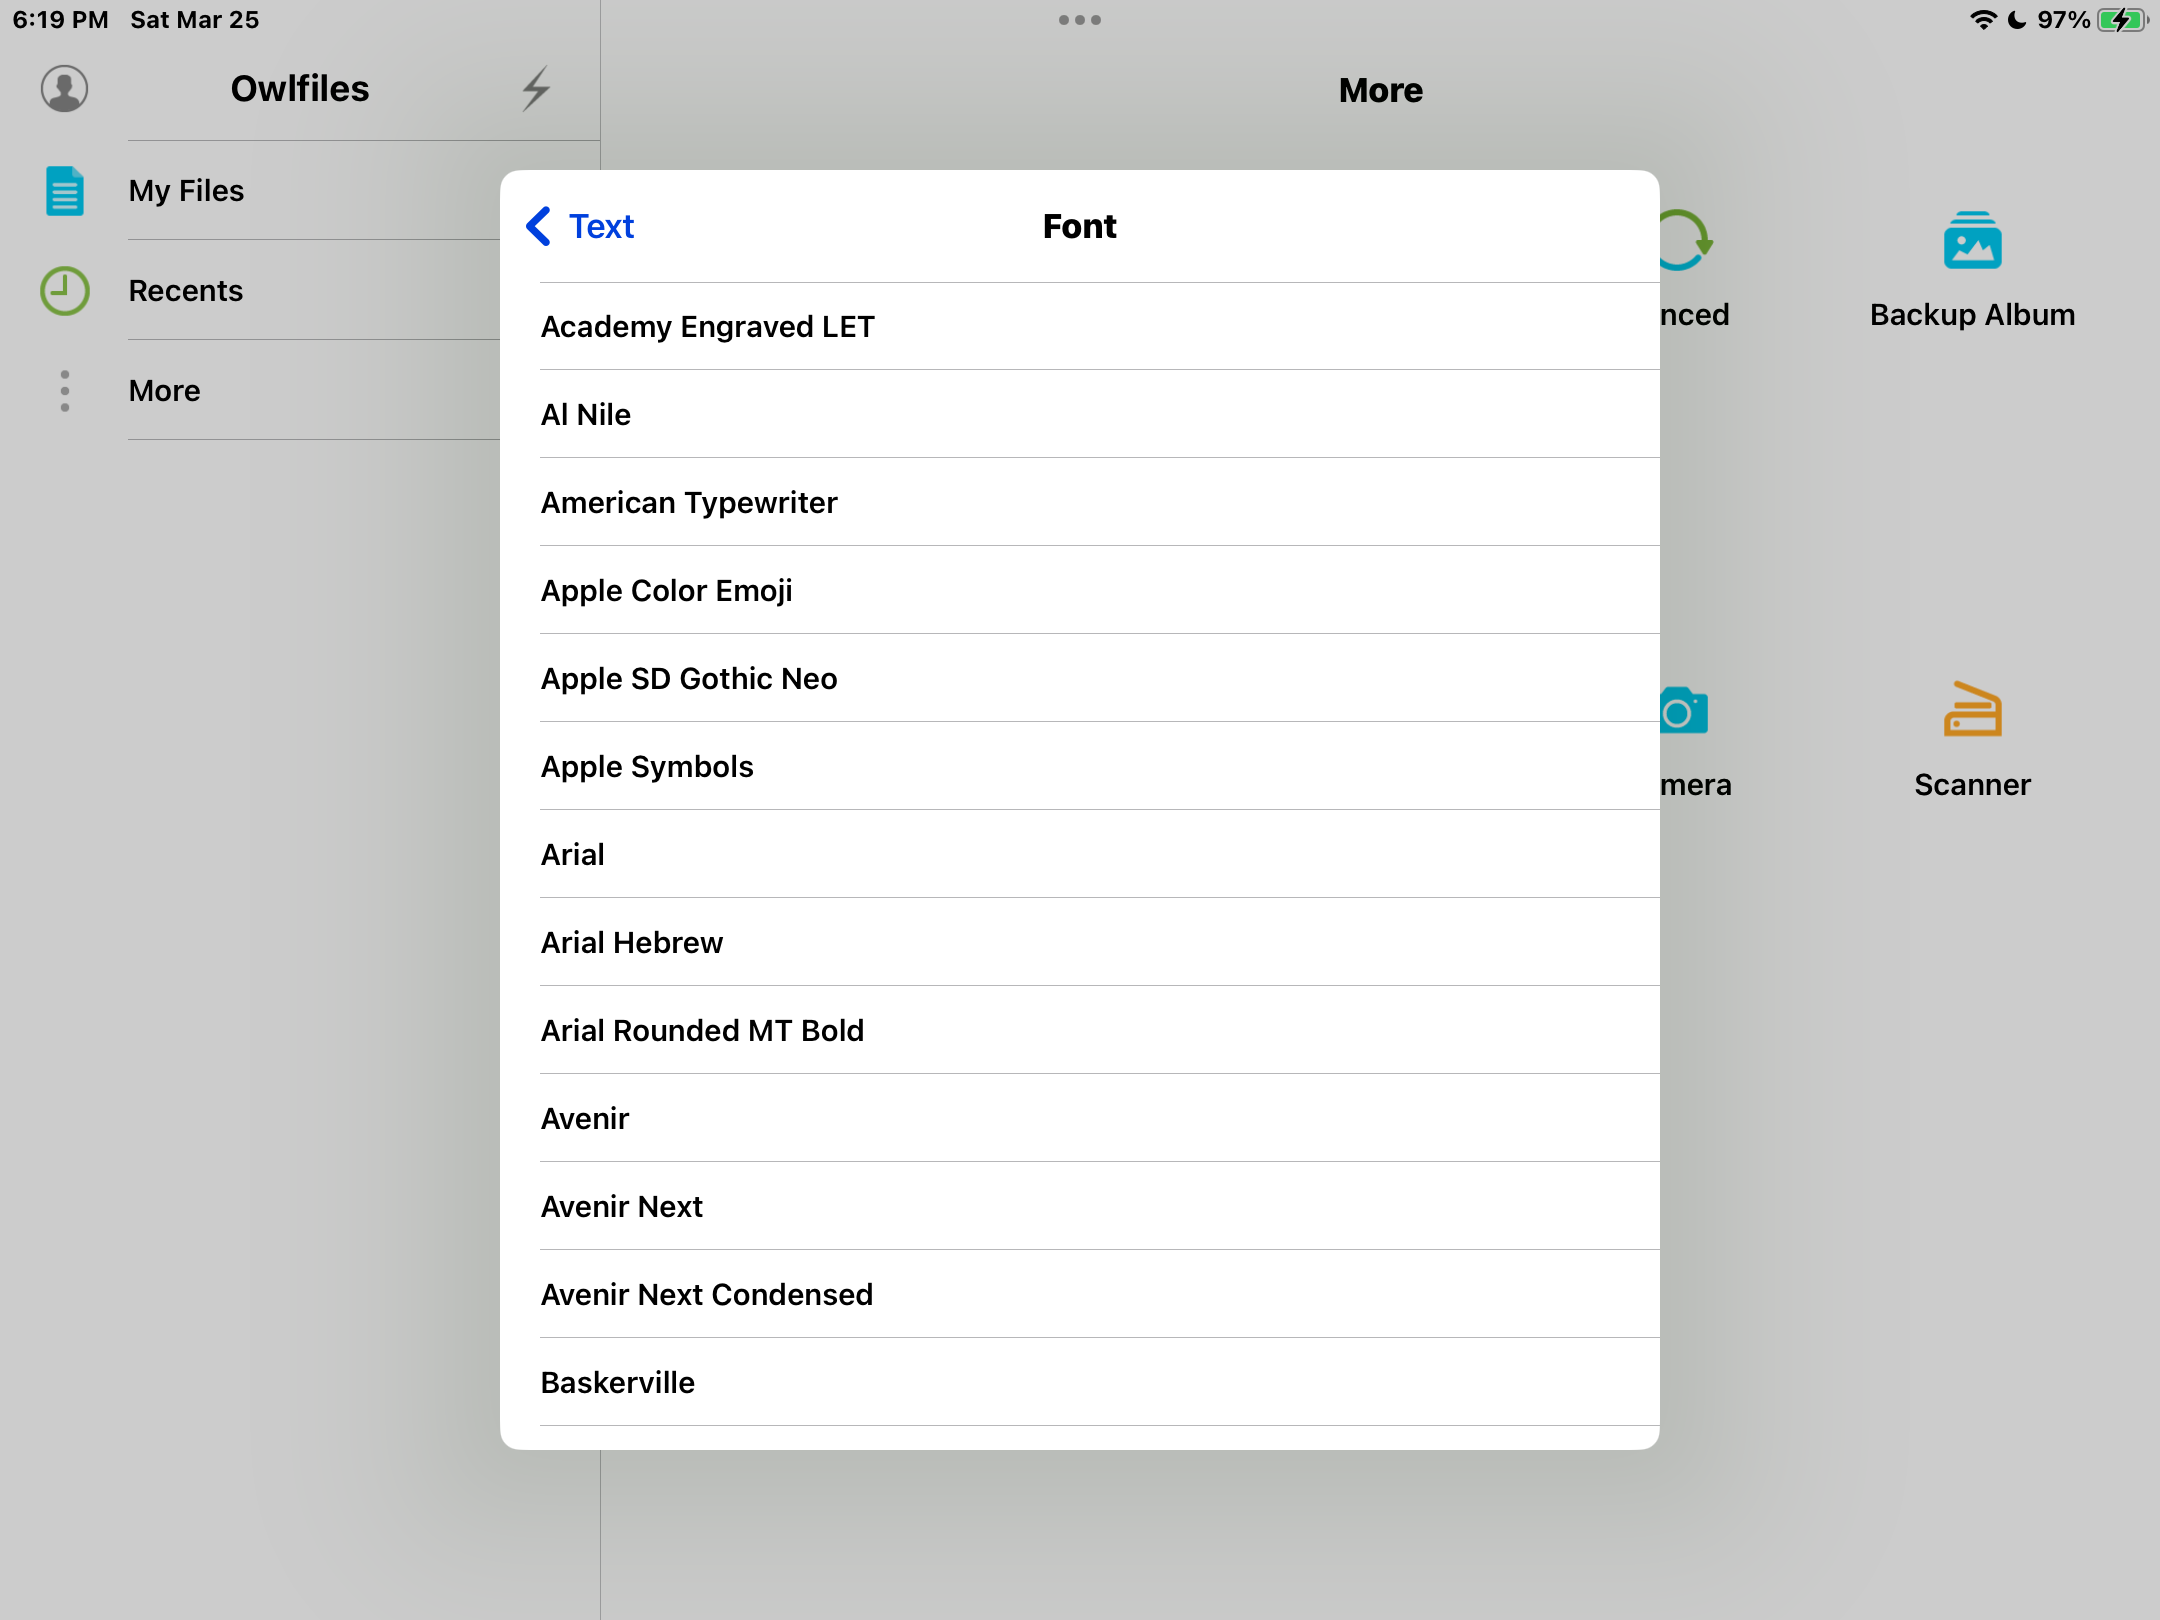 6:19 PM Sat Mar 25
97%
Owlfiles
More
My Files
Recents
More
Text
Font
Academy Engraved LET
Al Nile
American Typewriter
Apple Color Emoji
Apple SD Gothic Neo
Apple Symbols
Arial
Arial Hebrew
Arial Rounded MT Bold
Avenir
Avenir Next
Avenir Next Condensed
Baskerville
nced
Backup Album
mera
Scanner